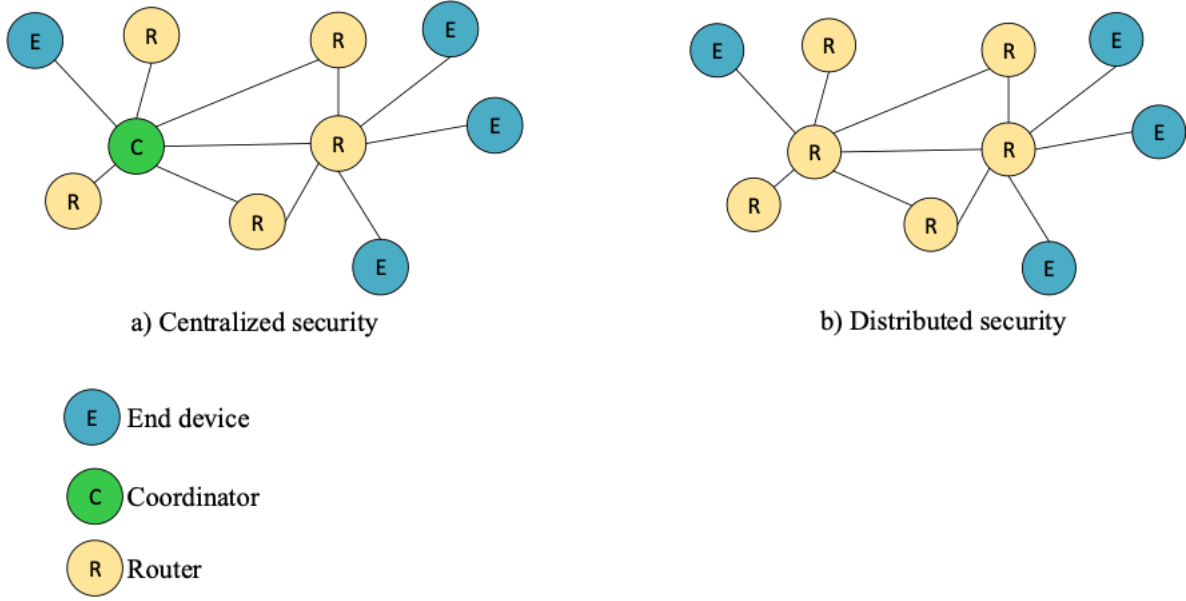 E
R
R
E
E
C
R
R
R
E
a) Centralized security
E
R
R
E
E
R
R
R
R
E
b) Distributed security
E End device
C Coordinator
R Router